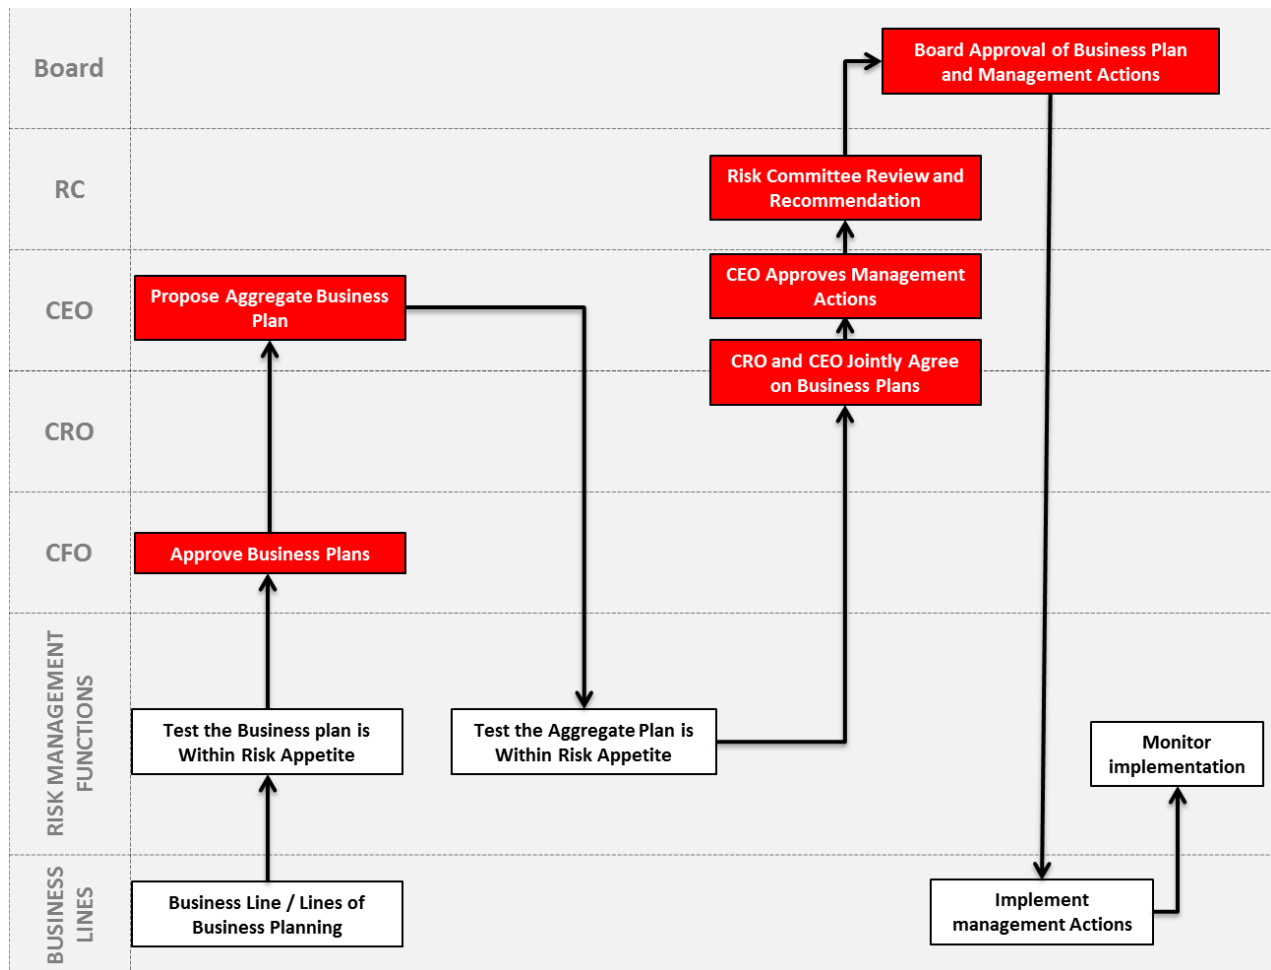 Board
Board Approval of Business Plan
and Management Actions
RC
Risk Committee Review and
Recommendation
CEO
Propose Aggregate Business
Plan
CEO Approves Management
Actions
CRO and CEO Jointly Agree
on Business Plans
CRO
CFO
Approve Business Plans
RISK MANAGEMENT
FUNCTIONS
Test the Business plan is
Within Risk Appetite
Test the Aggregate Plan is
Within Risk Appetite
Monitor
implementation
BUSINESS
LINES
Business Line / Lines of
Business Planning
Implement
management Actions